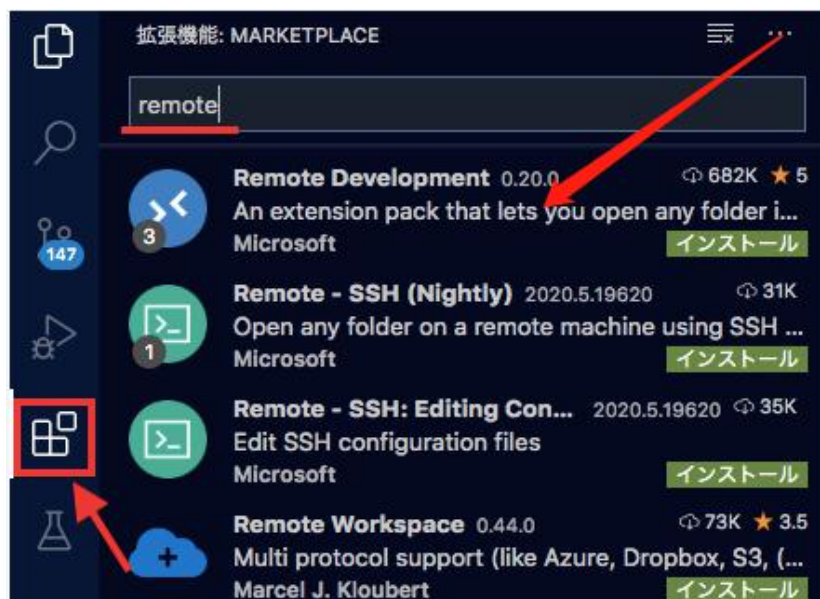 拡張機能: MARKETPLACE
remote
Remote Development 0.20.0 682K ★ 5
An extension pack that lets you open any folder i...
3
Microsoft インストール
147
Remote - SSH (Nightly) 2020.5.19620 31K
Open any folder on a remote machine using SSH ...
1
Microsoft インストール
Remote - SSH: Editing Con... 2020.5.19620 35K
Edit SSH configuration files
Microsoft インストール
Remote Workspace 0.44.0 73K ★ 3.5
Multi protocol support (like Azure, Dropbox, S3, (...
Marcel J. Kloubert インストール